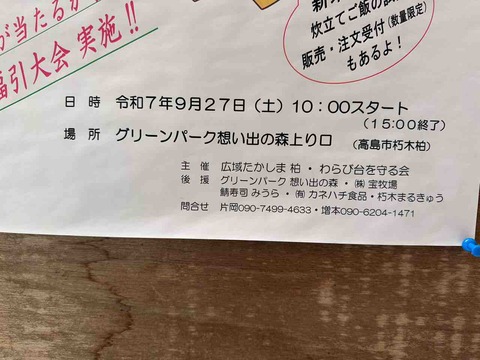 が当たるか
福引大会 実施!!
炊立てご飯の試
販売・注文受付(数量限定)
もあるよ!
日 時 令和7年9月27日(土)10:00スタート
(15:00終了)
場 所 グリーンパーク想い出の森上り口 (高島市朽木柏)
主 催 広域たかしま 柏・わらび台を守る会
後 援 グリーンパーク 想い出の森・㈱ 宝牧場
鯖寿司 みうら・㈲ カネハチ食品・朽木まるきゅう
問合せ 片岡090-7499-4633・増本090-6204-1471